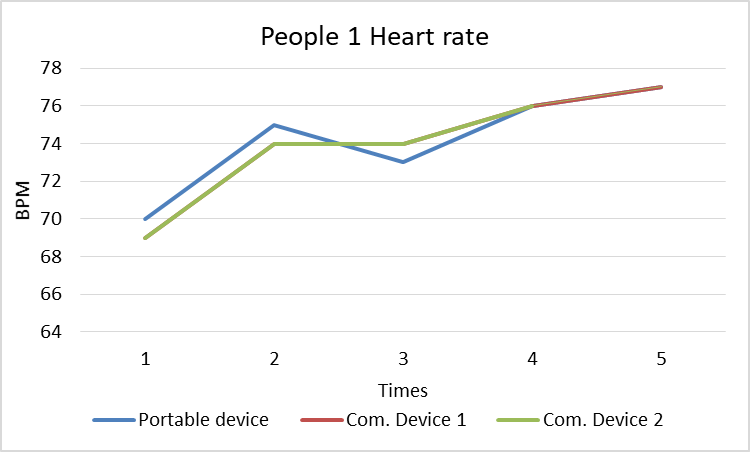 People 1 Heart rate
78
76
74
72
70
68
66
64
BPM
1 2 3 4 5
Times
Portable device Com. Device 1 Com. Device 2